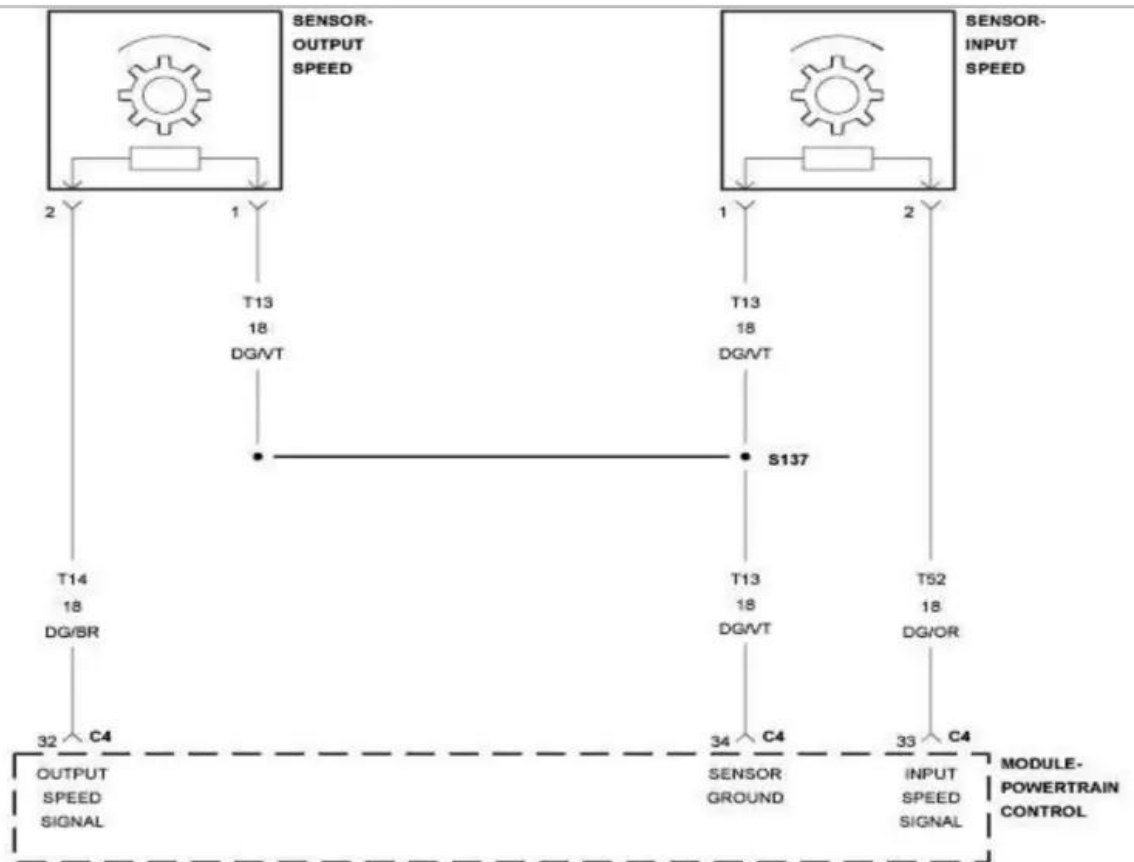 SENSOR-
OUTPUT
SPEED
SENSOR-
INPUT
SPEED
2
1
1
2
T13
18
DG/VT
T13
18
DG/VT
S137
T14
18
DG/BR
T13
18
DG/VT
T52
18
DG/OR
32 C4
34 C4
33 C4
OUTPUT
SPEED
SIGNAL
SENSOR
GROUND
INPUT
SPEED
SIGNAL
MODULE-
POWERTRAIN
CONTROL